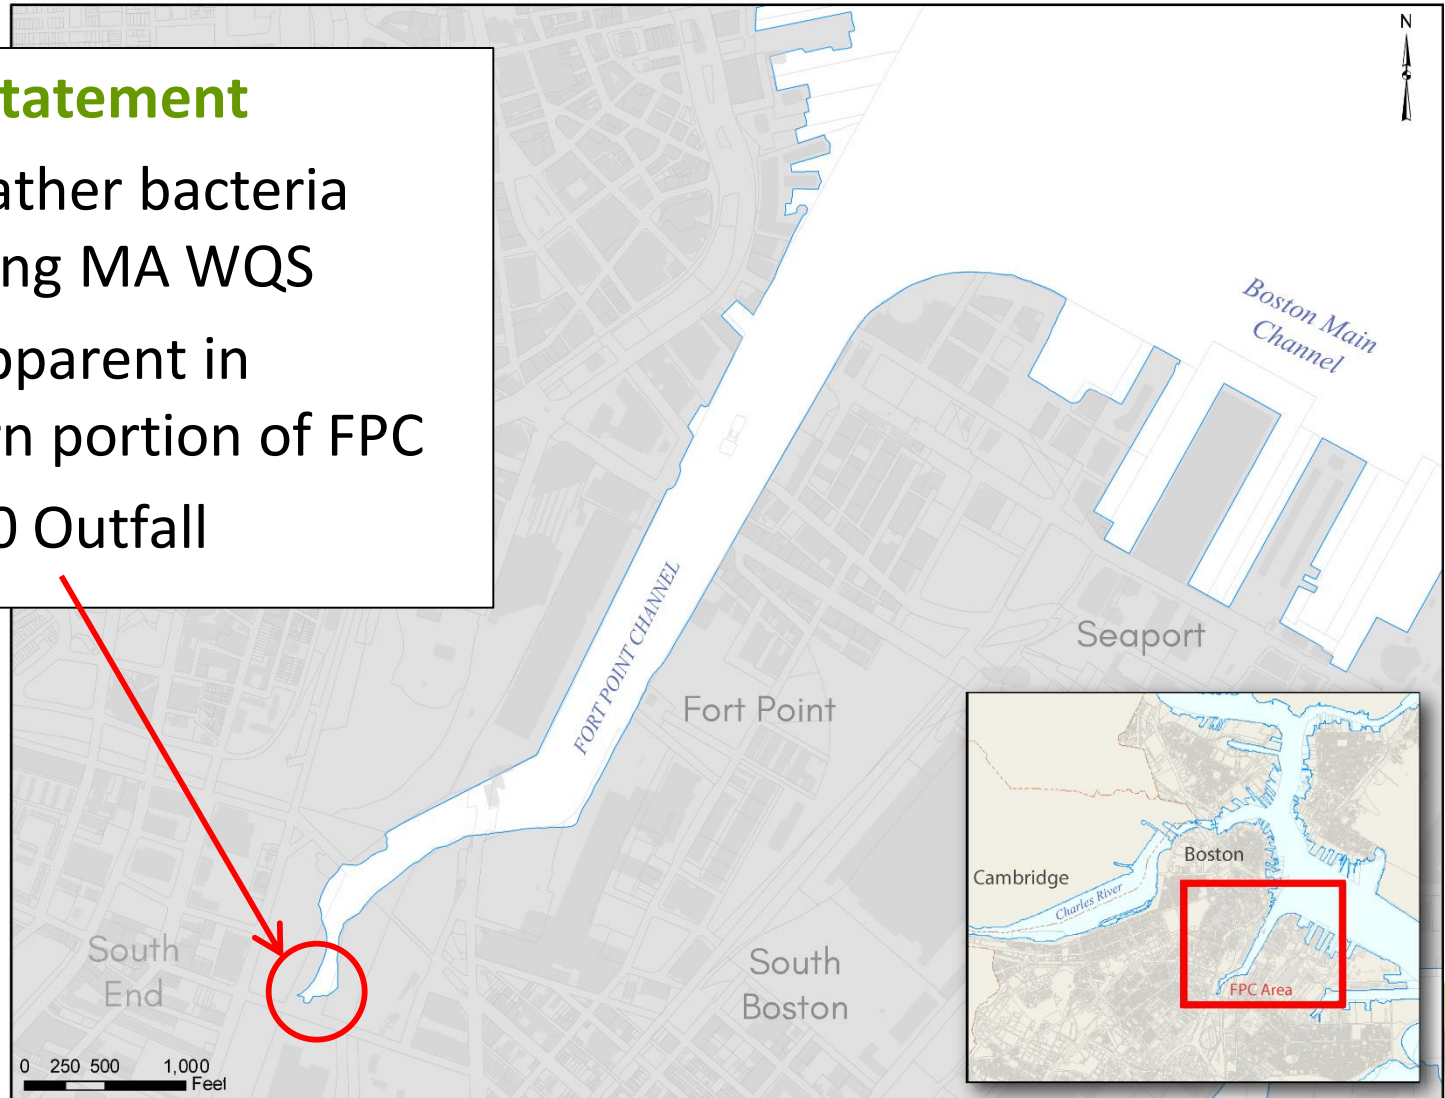 tatement
ather bacteria
ng MA WQS
pparent in
rn portion of FPC
0 Outfall
N
Boston Main
Channel
FORT POINT CHANNEL
Seaport
Fort Point
South
End
South
Boston
0 250 500 1,000
Feet
Cambridge
Boston
Charles River
FPC Area